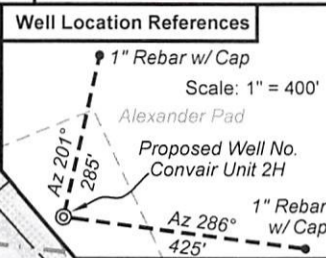 Well Location References
1" Rebar w/ Cap
Scale: 1" = 400'
Alexander Pad
Az 201°
285'
Proposed Well No.
Convair Unit 2H
Az 286°
425'
1" Rebar
w/ Cap